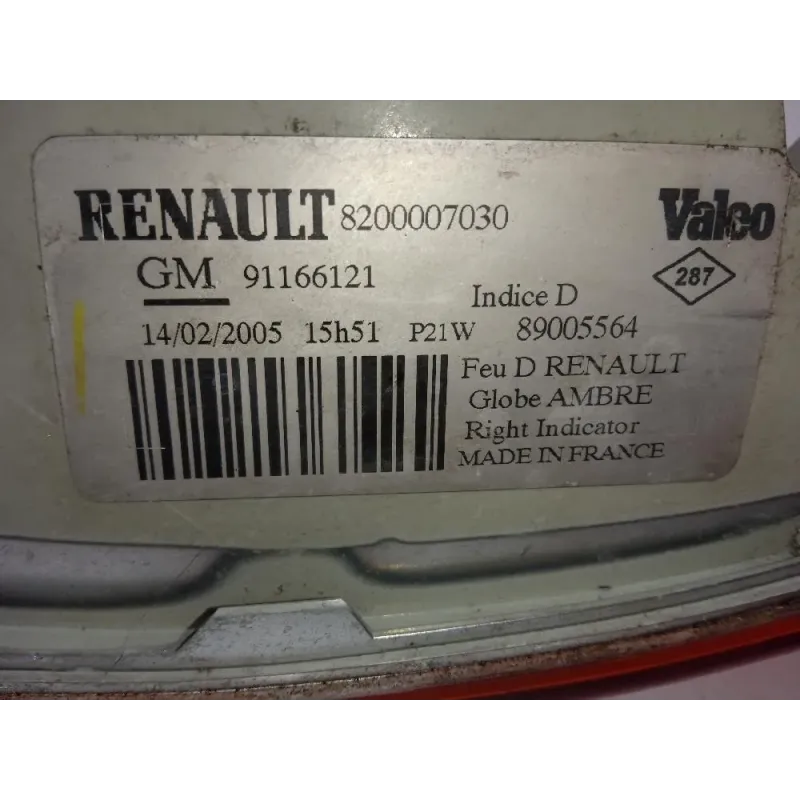 RENAULT 8200007030 Valeo
GM 91166121 Indice D 287
14/02/2005 15h51 P21W 89005564
Feu D RENAULT
Globe AMBRE
Right Indicator
MADE IN FRANCE